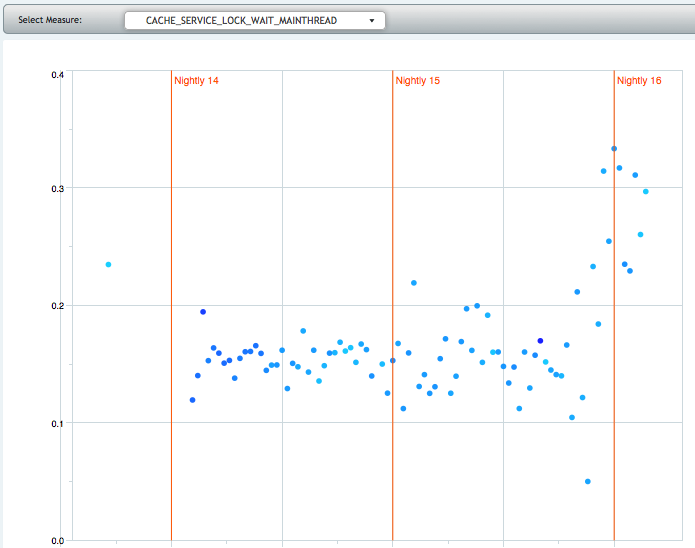 Select Measure: CACHE_SERVICE_LOCK_WAIT_MAINTHREAD
Nightly 14 Nightly 15 Nightly 16
0.4
0.3
0.2
0.1
0.0